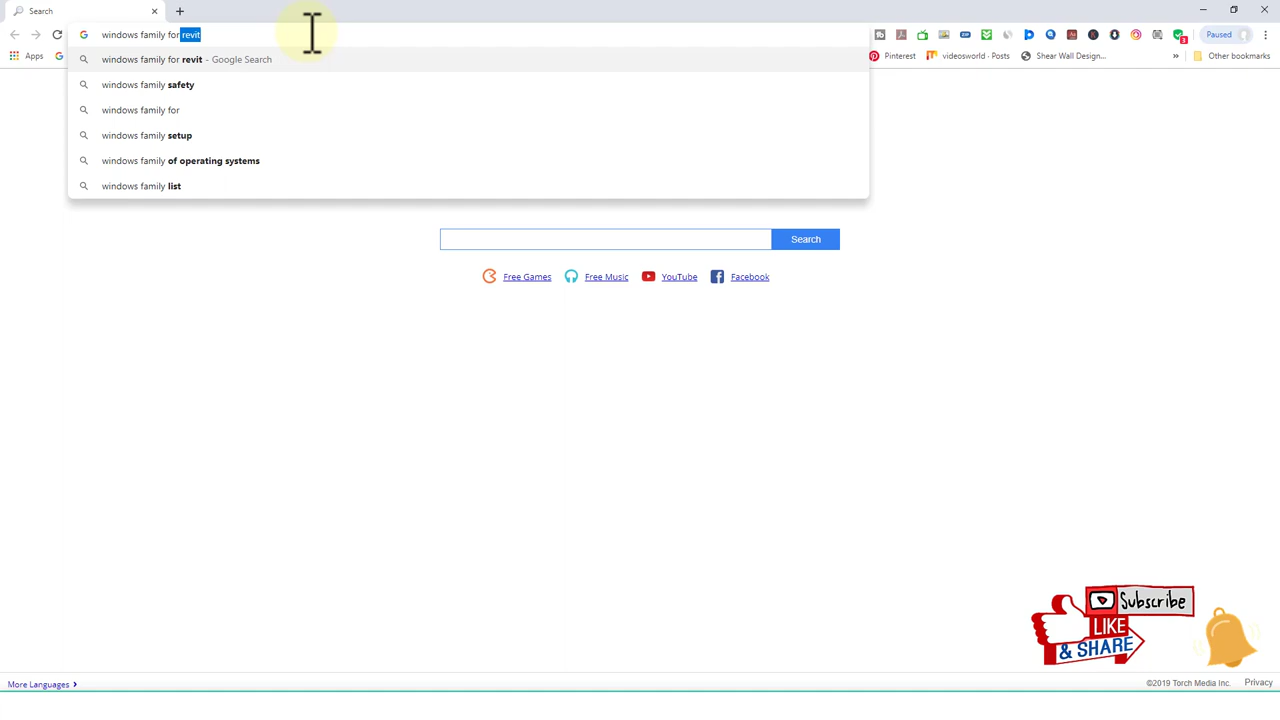 Search
windows family for revit
Paused
Apps
Pinterest
videosworld - Posts
Shear Wall Design...
»
Other bookmarks
windows family for revit - Google Search
windows family safety
windows family for
windows family setup
windows family of operating systems
windows family list
Search
Free Games
Free Music
YouTube
Facebook
Subscribe
LIKE
& SHARE
More Languages
©2019 Torch Media Inc.
Privacy